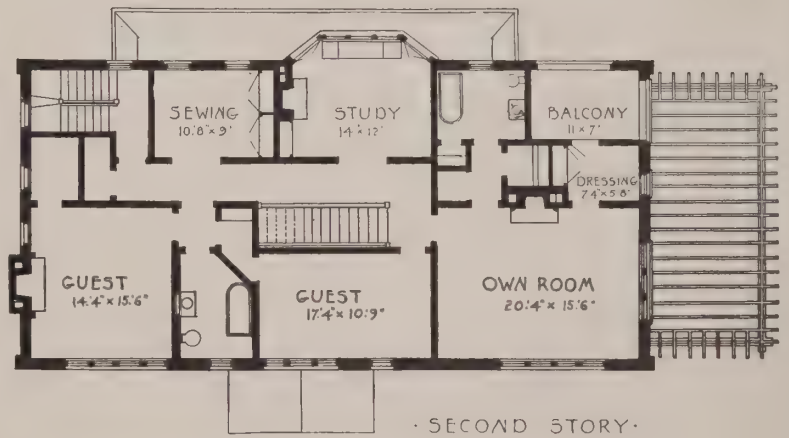 SEWING
10'8" x 9'
STUDY
14' x 12'
BALCONY
11' x 7'
DRESSING
7'4" x 5'8"
GUEST
14'4" x 15'6"
GUEST
17'4" x 10'9"
OWN ROOM
20'4" x 15'6"
· SECOND STORY ·